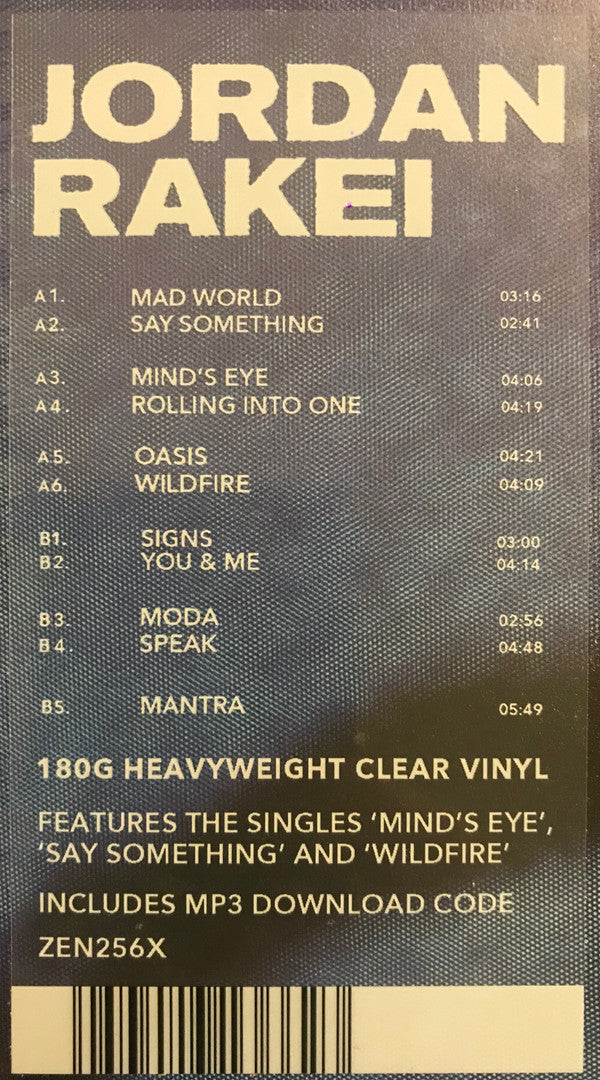 JORDAN
RAKEI
A1. MAD WORLD 03:16
A2. SAY SOMETHING 02:41
A3. MIND'S EYE 04:06
A4. ROLLING INTO ONE 04:19
A5. OASIS 04:21
A6. WILDFIRE 04:09
B1. SIGNS 03:00
B2. YOU & ME 04:14
B3. MODA 02:56
B4. SPEAK 04:48
B5. MANTRA 05:49
180G HEAVYWEIGHT CLEAR VINYL
FEATURES THE SINGLES ‘MIND'S EYE’,
‘SAY SOMETHING’ AND ‘WILDFIRE’
INCLUDES MP3 DOWNLOAD CODE
ZEN256X